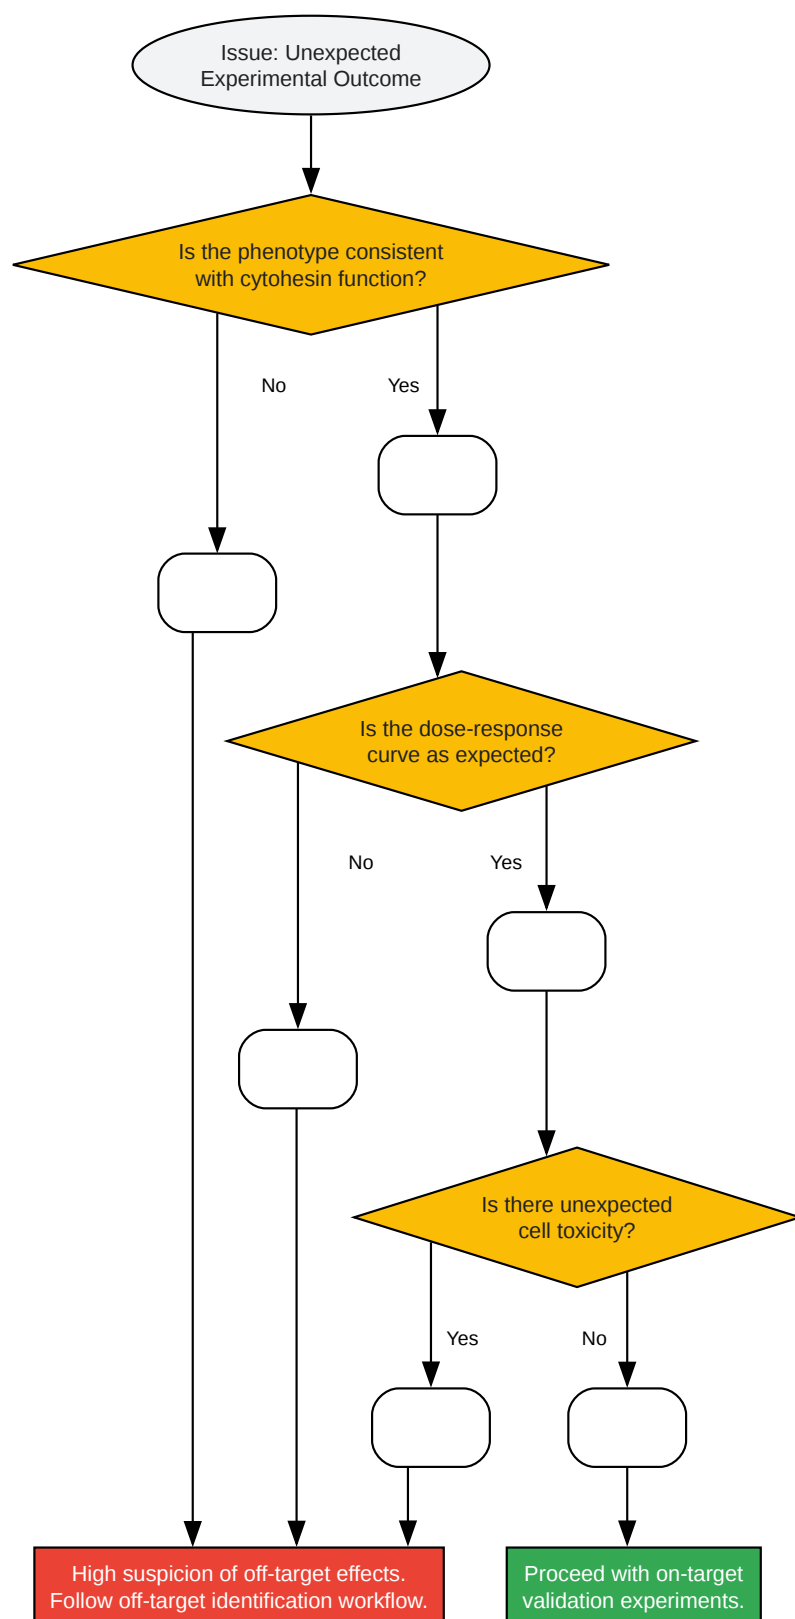 Issue: Unexpected
Experimental Outcome
Is the phenotype consistent
with cytohesin function?
No
Yes
Is the dose-response
curve as expected?
No
Yes
Is there unexpected
cell toxicity?
Yes
No
High suspicion of off-target effects.
Follow off-target identification workflow.
Proceed with on-target
validation experiments.